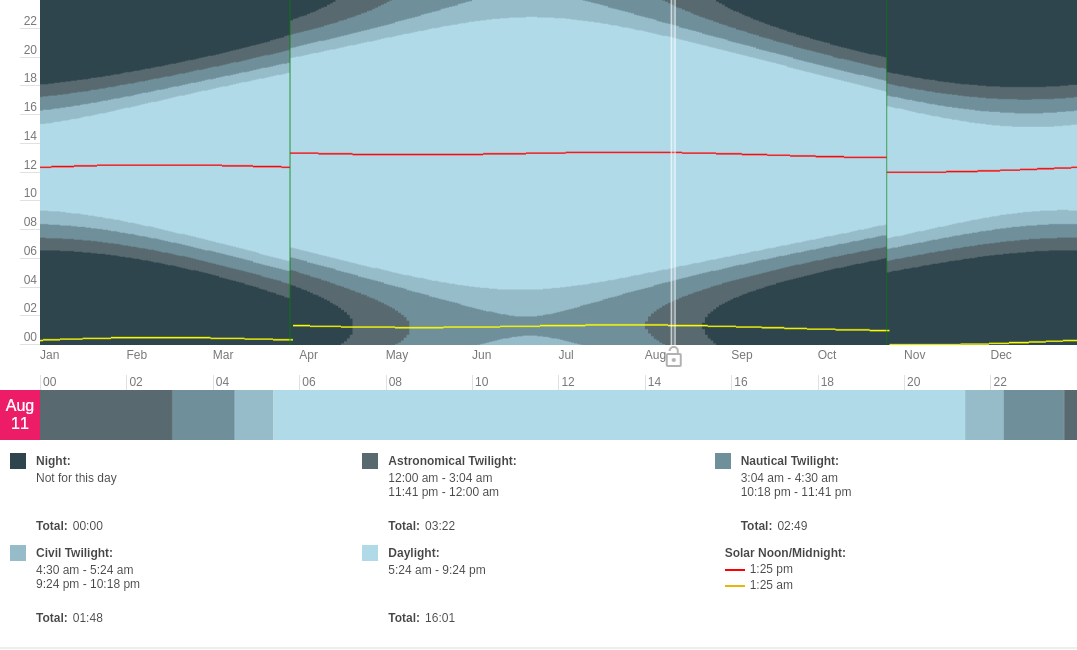 22
20
18
16
14
12
10
08
06
04
02
00
Jan Feb Mar Apr May Jun Jul Aug Sep Oct Nov Dec
00 02 04 06 08 10 12 14 16 18 20 22
Aug
11
Night:
Not for this day
Total: 00:00
Astronomical Twilight:
12:00 am - 3:04 am
11:41 pm - 12:00 am
Total: 03:22
Nautical Twilight:
3:04 am - 4:30 am
10:18 pm - 11:41 pm
Total: 02:49
Civil Twilight:
4:30 am - 5:24 am
9:24 pm - 10:18 pm
Total: 01:48
Daylight:
5:24 am - 9:24 pm
Total: 16:01
Solar Noon/Midnight:
1:25 pm
1:25 am